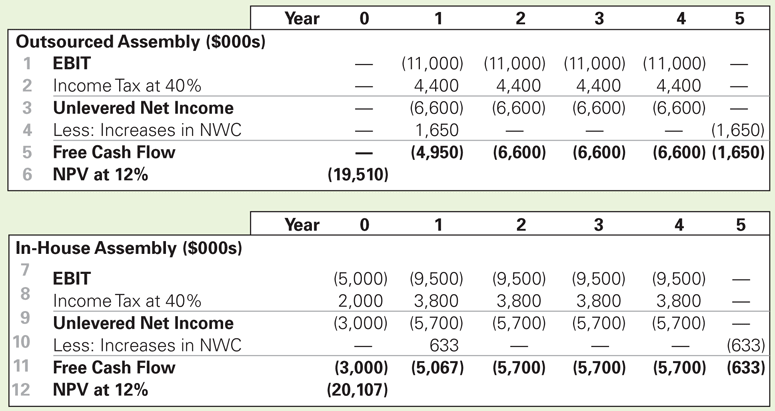 Year 0 1 2 3 4 5
Outsourced Assembly ($000s)
1 EBIT — (11,000) (11,000) (11,000) (11,000) —
2 Income Tax at 40% — 4,400 4,400 4,400 4,400 —
3 Unlevered Net Income — (6,600) (6,600) (6,600) (6,600) —
4 Less: Increases in NWC — 1,650 — — — (1,650)
5 Free Cash Flow — (4,950) (6,600) (6,600) (6,600) (1,650)
6 NPV at 12% (19,510)
Year 0 1 2 3 4 5
In-House Assembly ($000s)
7 EBIT (5,000) (9,500) (9,500) (9,500) (9,500) —
8 Income Tax at 40% 2,000 3,800 3,800 3,800 3,800 —
9 Unlevered Net Income (3,000) (5,700) (5,700) (5,700) (5,700) —
10 Less: Increases in NWC — 633 — — — (633)
11 Free Cash Flow (3,000) (5,067) (5,700) (5,700) (5,700) (633)
12 NPV at 12% (20,107)